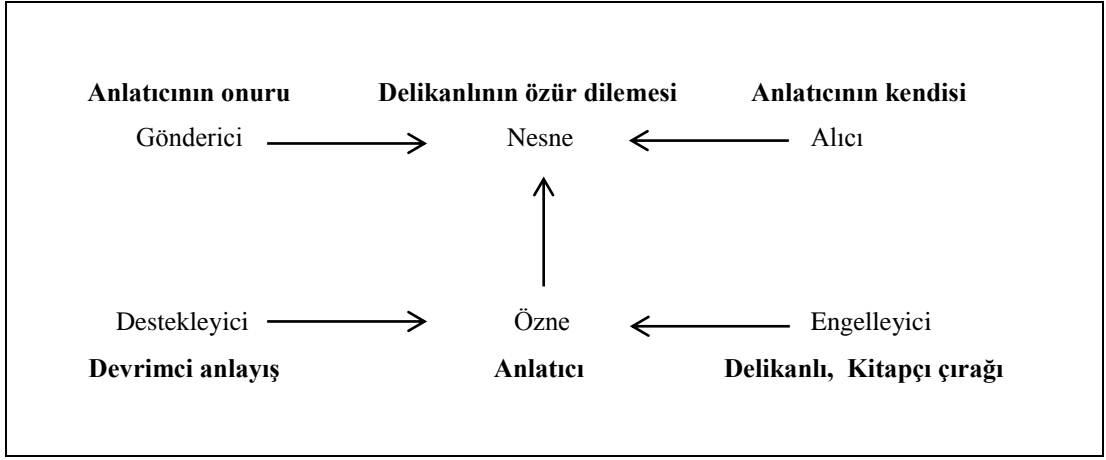 Anlatıcının onuru Delikanlının özür dilemesi Anlatıcının kendisi
Gönderici Nesne Alıcı
Destekleyici Özne Engelleyici
Devrimci anlayış Anlatıcı Delikanlı, Kitapçı çırağı